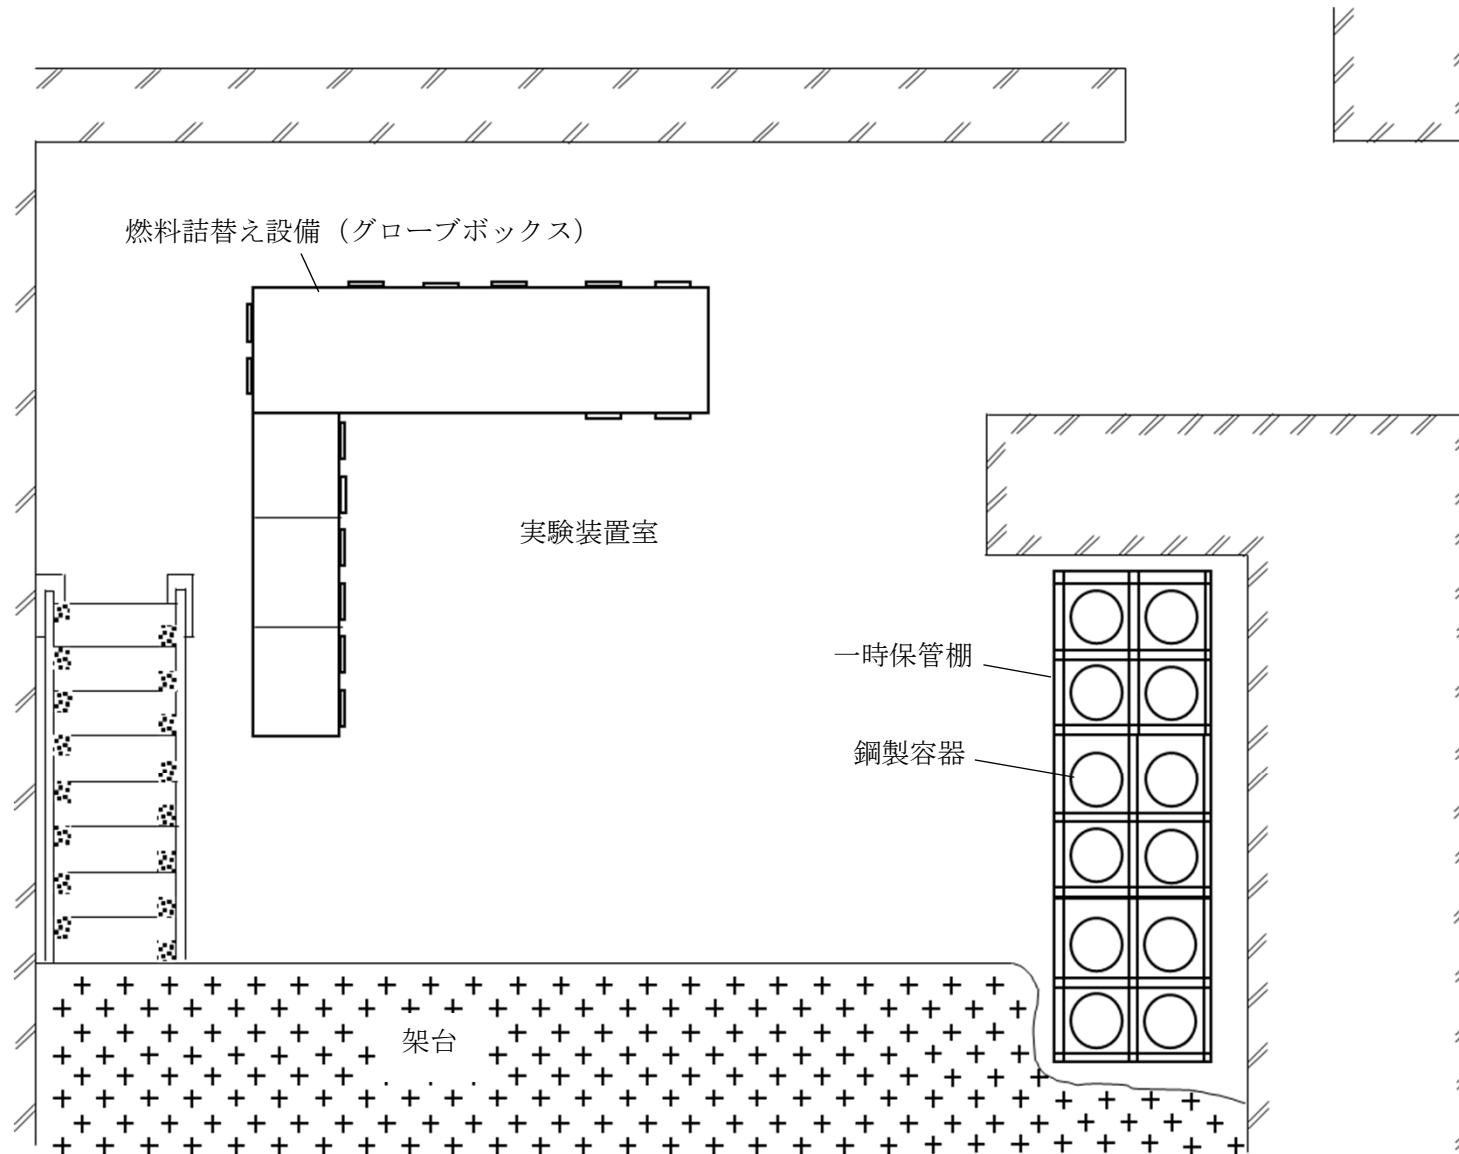 燃料詰替え設備（グローブボックス）
実験装置室
一時保管棚
鋼製容器
架台